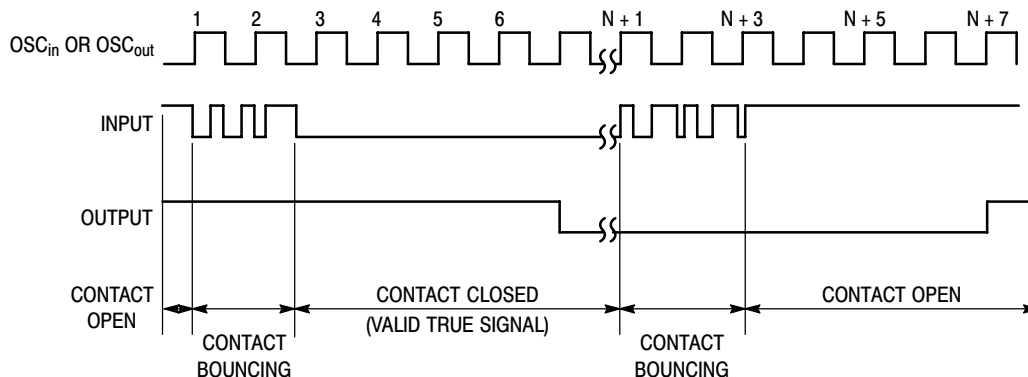 1 2 3 4 5 6 N + 1 N + 3 N + 5 N + 7
OSCin OR OSCout
INPUT
OUTPUT
CONTACT
OPEN
CONTACT BOUNCING
CONTACT CLOSED
(VALID TRUE SIGNAL)
CONTACT
BOUNCING
CONTACT OPEN